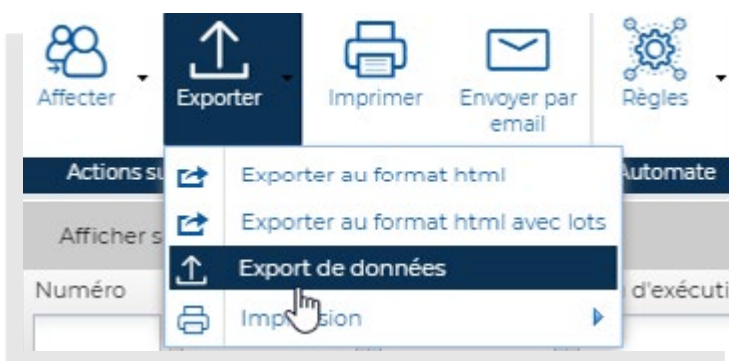 Affecter
Exporter
Imprimer
Envoyer par
email
Règles
Actions su
Automate
Exporter au format html
Exporter au format html avec lots
Afficher s
Export de données
Numéro
d'exécuti
Impression